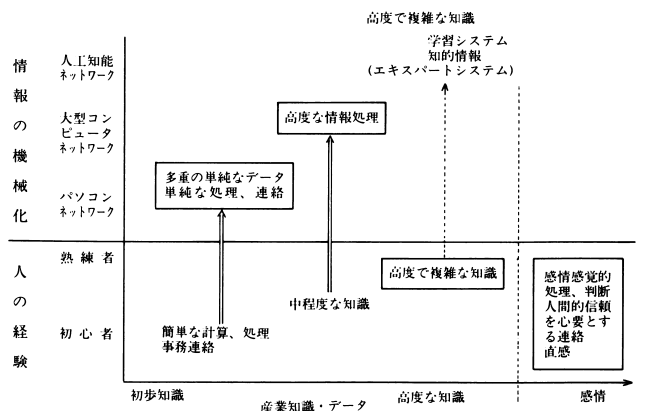 高度で複雑な知識
学習システム
知的情報
(エキスパートシステム)
情報の機械化
人工知能
ネットワーク
大型コン
ピュータ
ネットワーク
パソコン
ネットワーク
高度な情報処理
多重の単純なデータ
単純な処理、連絡
人の経験
熟練者
初心者
高度で複雑な知識
中程度な知識
簡単な計算、処理
事務連絡
感情感覚的
処理、判断
人間的信頼
を心要とす
る連絡
直感
初歩知識
産業知識・データ
高度な知識
感情